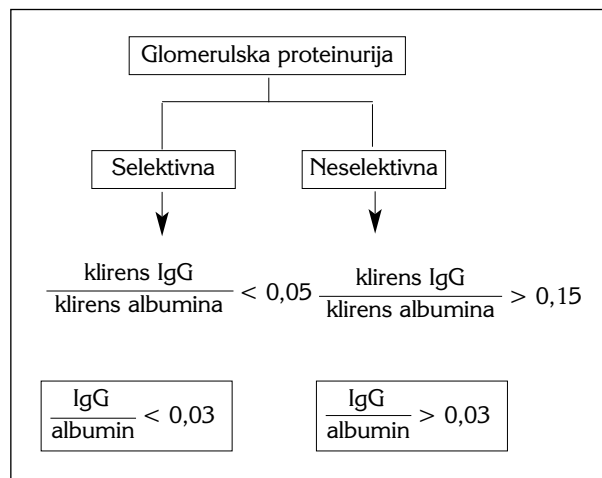 Glomerulska proteinurija
Selektivna
Neselektivna
klirens IgG
klirens albumina
< 0,05
klirens IgG
klirens albumina
> 0,15
IgG
albumin
< 0,03
IgG
albumin
> 0,03